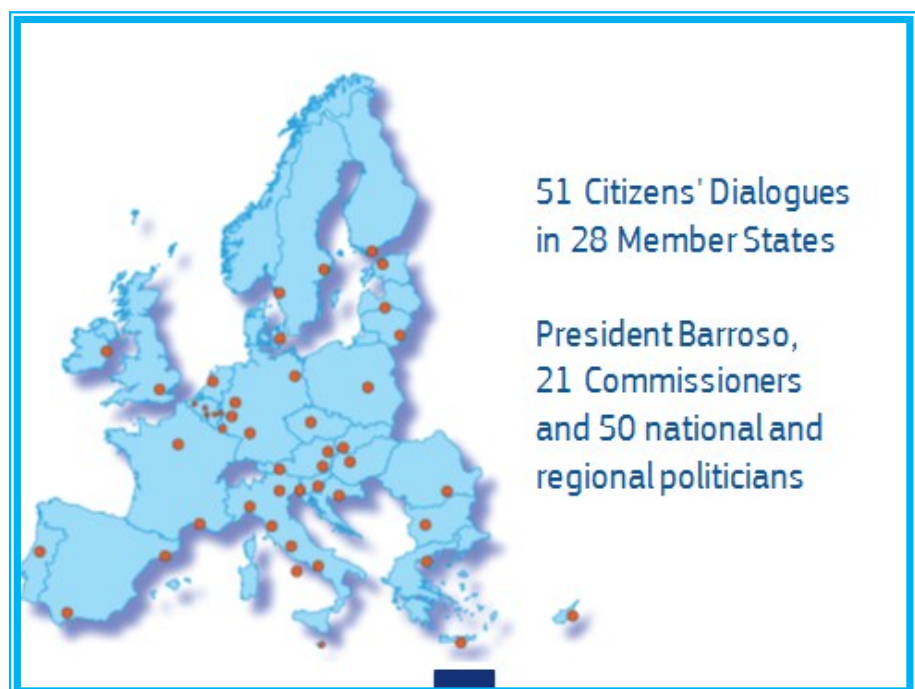 51 Citizens' Dialogues
in 28 Member States
President Barroso,
21 Commissioners
and 50 national and
regional politicians